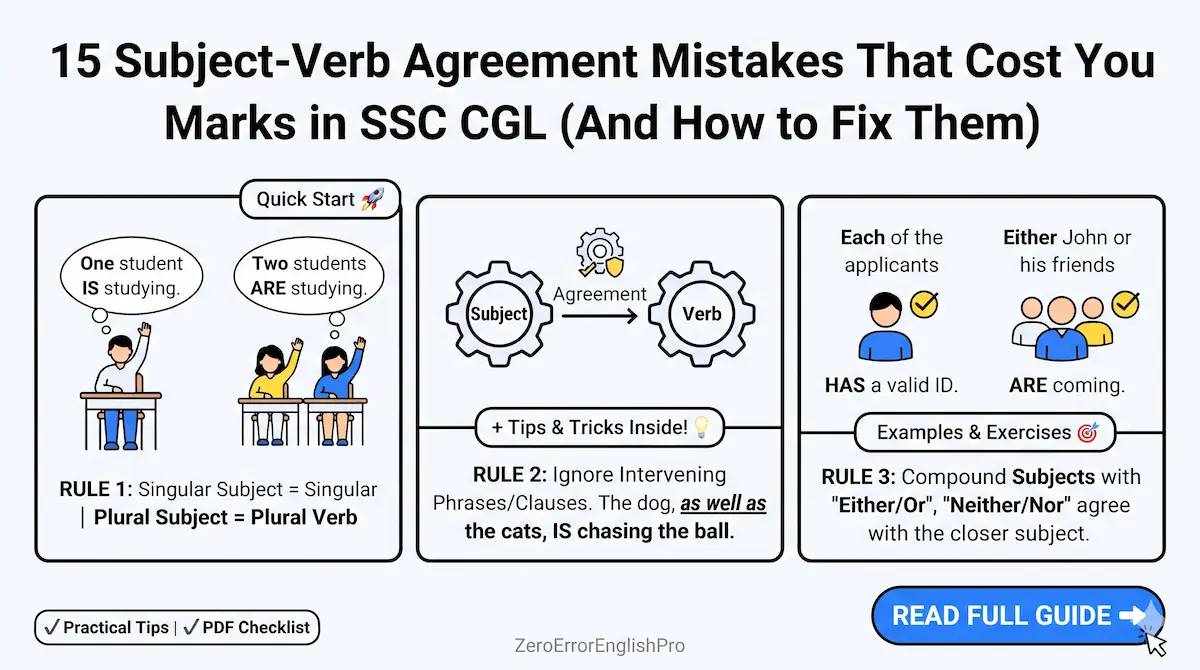 15 Subject-Verb Agreement Mistakes That Cost You
Marks in SSC CGL (And How to Fix Them)
Quick Start 🚀
One student
IS studying.
Two students
ARE studying.
RULE 1: Singular Subject = Singular
| Plural Subject = Plural Verb
Subject
Agreement
Verb
+ Tips & Tricks Inside! 💡
RULE 2: Ignore Intervening
Phrases/Clauses. The dog, as well as
the cats, IS chasing the ball.
Each of the
applicants
HAS a valid ID.
Either John or
his friends
ARE coming.
Examples & Exercises 🎯
RULE 3: Compound Subjects with
"Either/Or", "Neither/Nor" agree
with the closer subject.
✓ Practical Tips | ✓ PDF Checklist
ZeroErrorEnglishPro
READ FULL GUIDE ➔